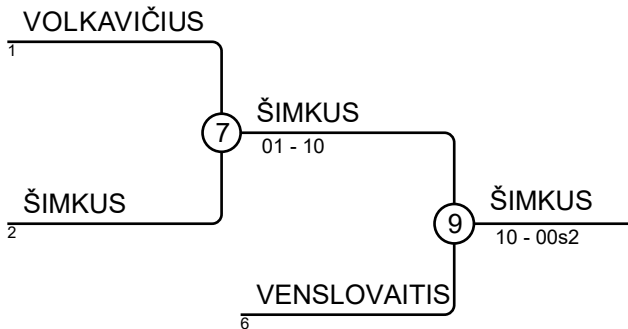 VOLKAVIČIUS
1
7
ŠIMKUS
01 - 10
ŠIMKUS
2
9
ŠIMKUS
10 - 00s2
VENSLOVAITIS
6